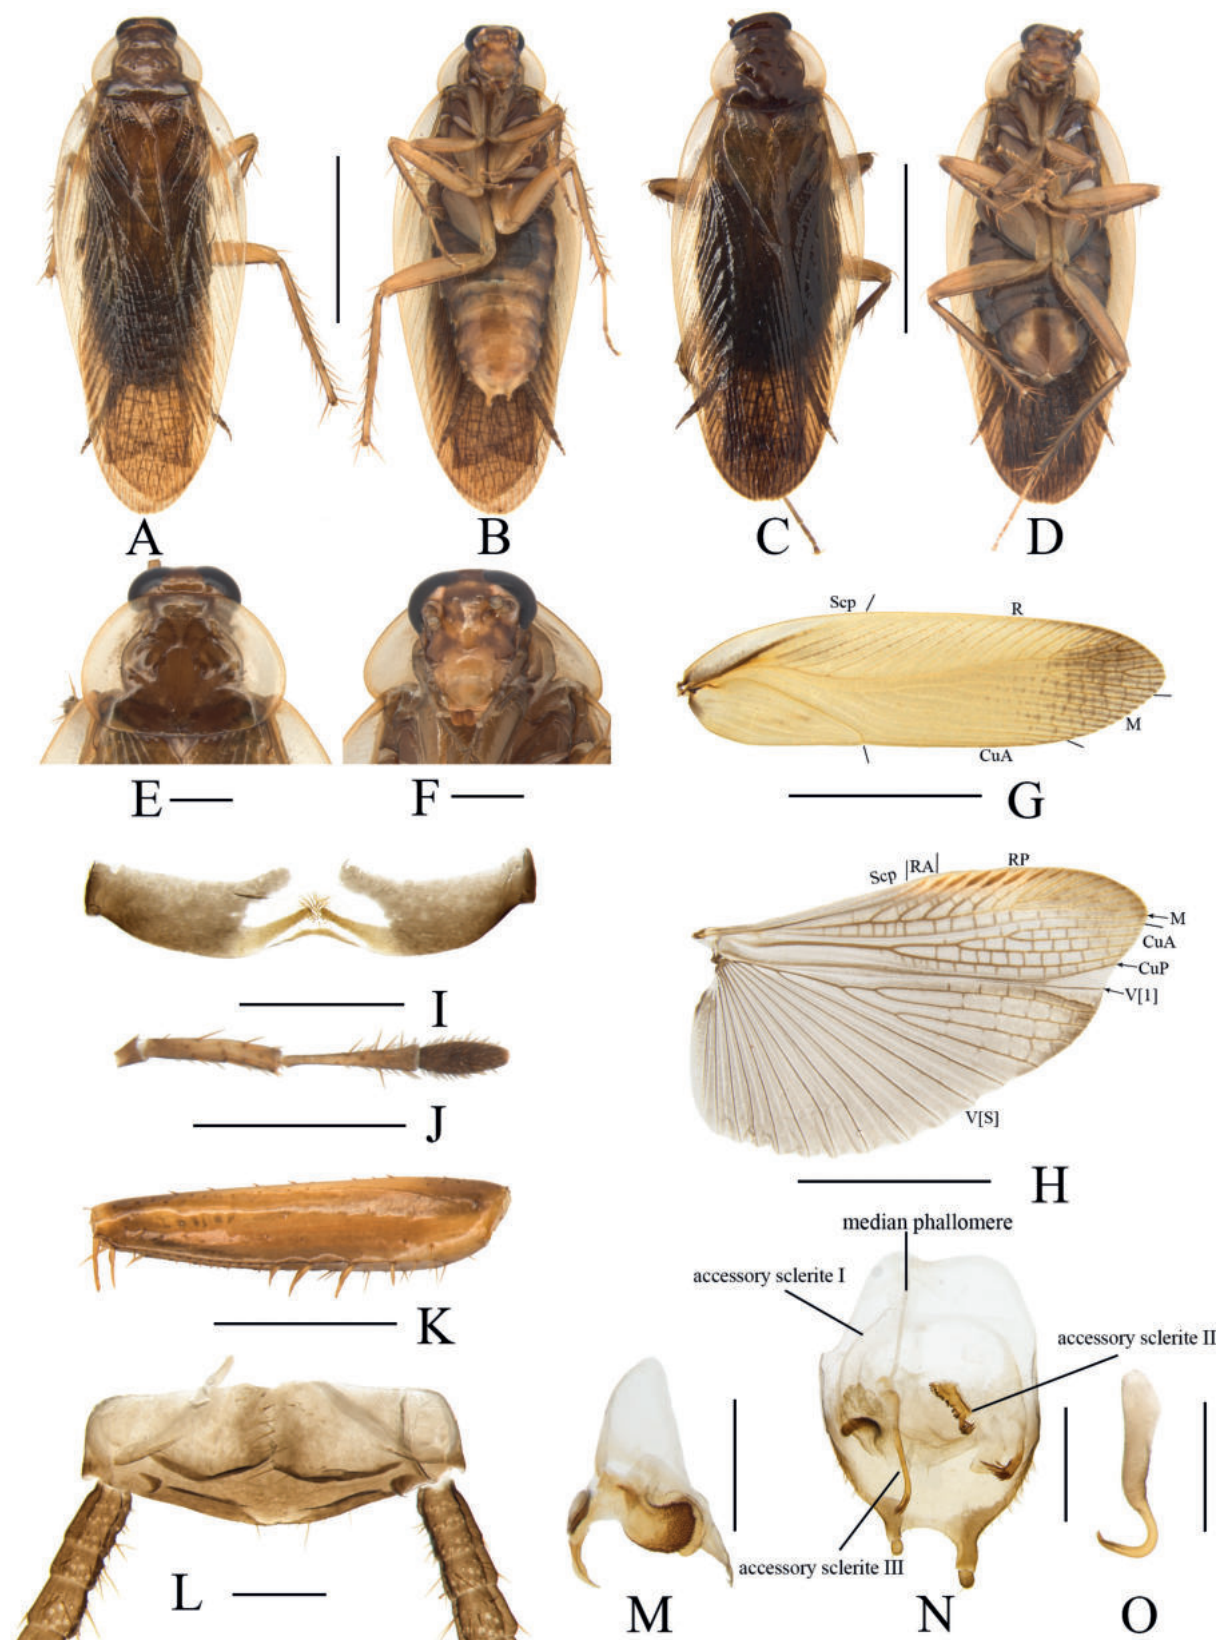 A
B
C
D
E
F
Scp
R
M
CuA
G
I
Scp
RA
RP
M
CuA
CuP
V[1]
V[S]
H
J
K
median phallomere
accessory sclerite I
accessory sclerite II
accessory sclerite III
L
M
N
O